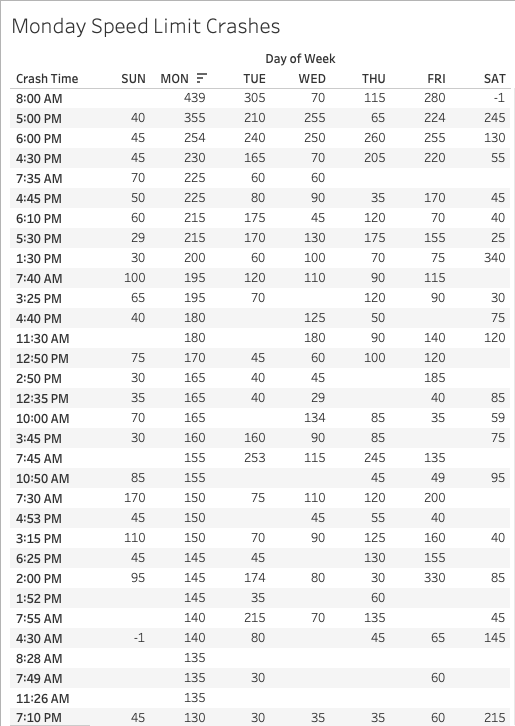 Monday Speed Limit Crashes
Day of Week
Crash Time SUN MON TUE WED THU FRI SAT
8:00 AM 439 305 70 115 280 -1
5:00 PM 40 355 210 255 65 224 245
6:00 PM 45 254 240 250 260 255 130
4:30 PM 45 230 165 70 205 220 55
7:35 AM 70 225 60 60
4:45 PM 50 225 80 90 35 170 45
6:10 PM 60 215 175 45 120 70 40
5:30 PM 29 215 170 130 175 155 25
1:30 PM 30 200 60 100 70 75 340
7:40 AM 100 195 120 110 90 115
3:25 PM 65 195 70 120 90 30
4:40 PM 40 180 125 50 75
11:30 AM 180 180 90 140 120
12:50 PM 75 170 45 60 100 120
2:50 PM 30 165 40 45 185
12:35 PM 35 165 40 29 40 85
10:00 AM 70 165 134 85 35 59
3:45 PM 30 160 160 90 85 75
7:45 AM 155 253 115 245 135
10:50 AM 85 155 45 49 95
7:30 AM 170 150 75 110 120 200
4:53 PM 45 150 45 55 40
3:15 PM 110 150 70 90 125 160 40
6:25 PM 45 145 45 130 155
2:00 PM 95 145 174 80 30 330 85
1:52 PM 145 35 60
7:55 AM 140 215 70 135 45
4:30 AM -1 140 80 45 65 145
8:28 AM 135
7:49 AM 135 30 60
11:26 AM 135
7:10 PM 45 130 30 35 35 60 215